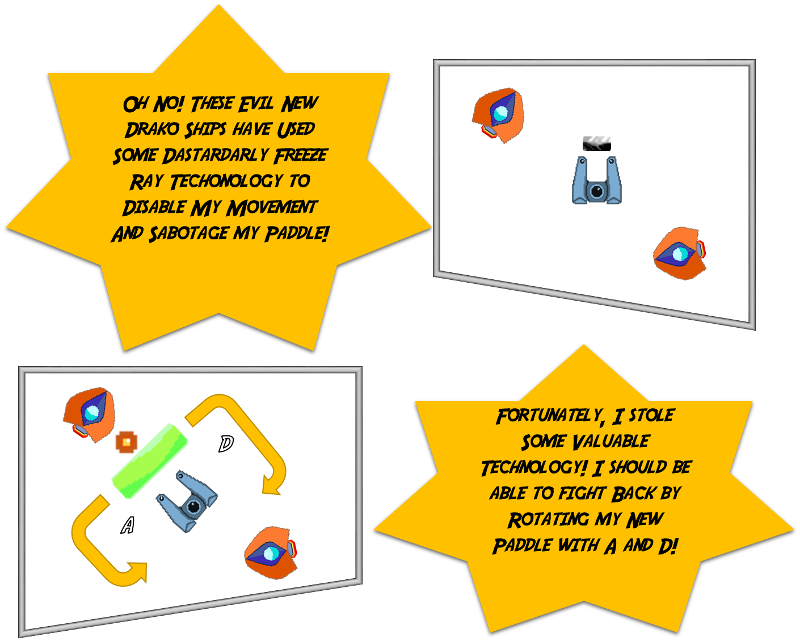 Oh No! These Evil New
Drako Ships have Used
Some Dastardarly Freeze
Ray Techonology to
Disable My Movement
And Sabotage my Paddle!
D
A
Fortunately, I stole
Some Valuable
Technology! I should be
able to fight Back by
Rotating my New
Paddle with A and D!